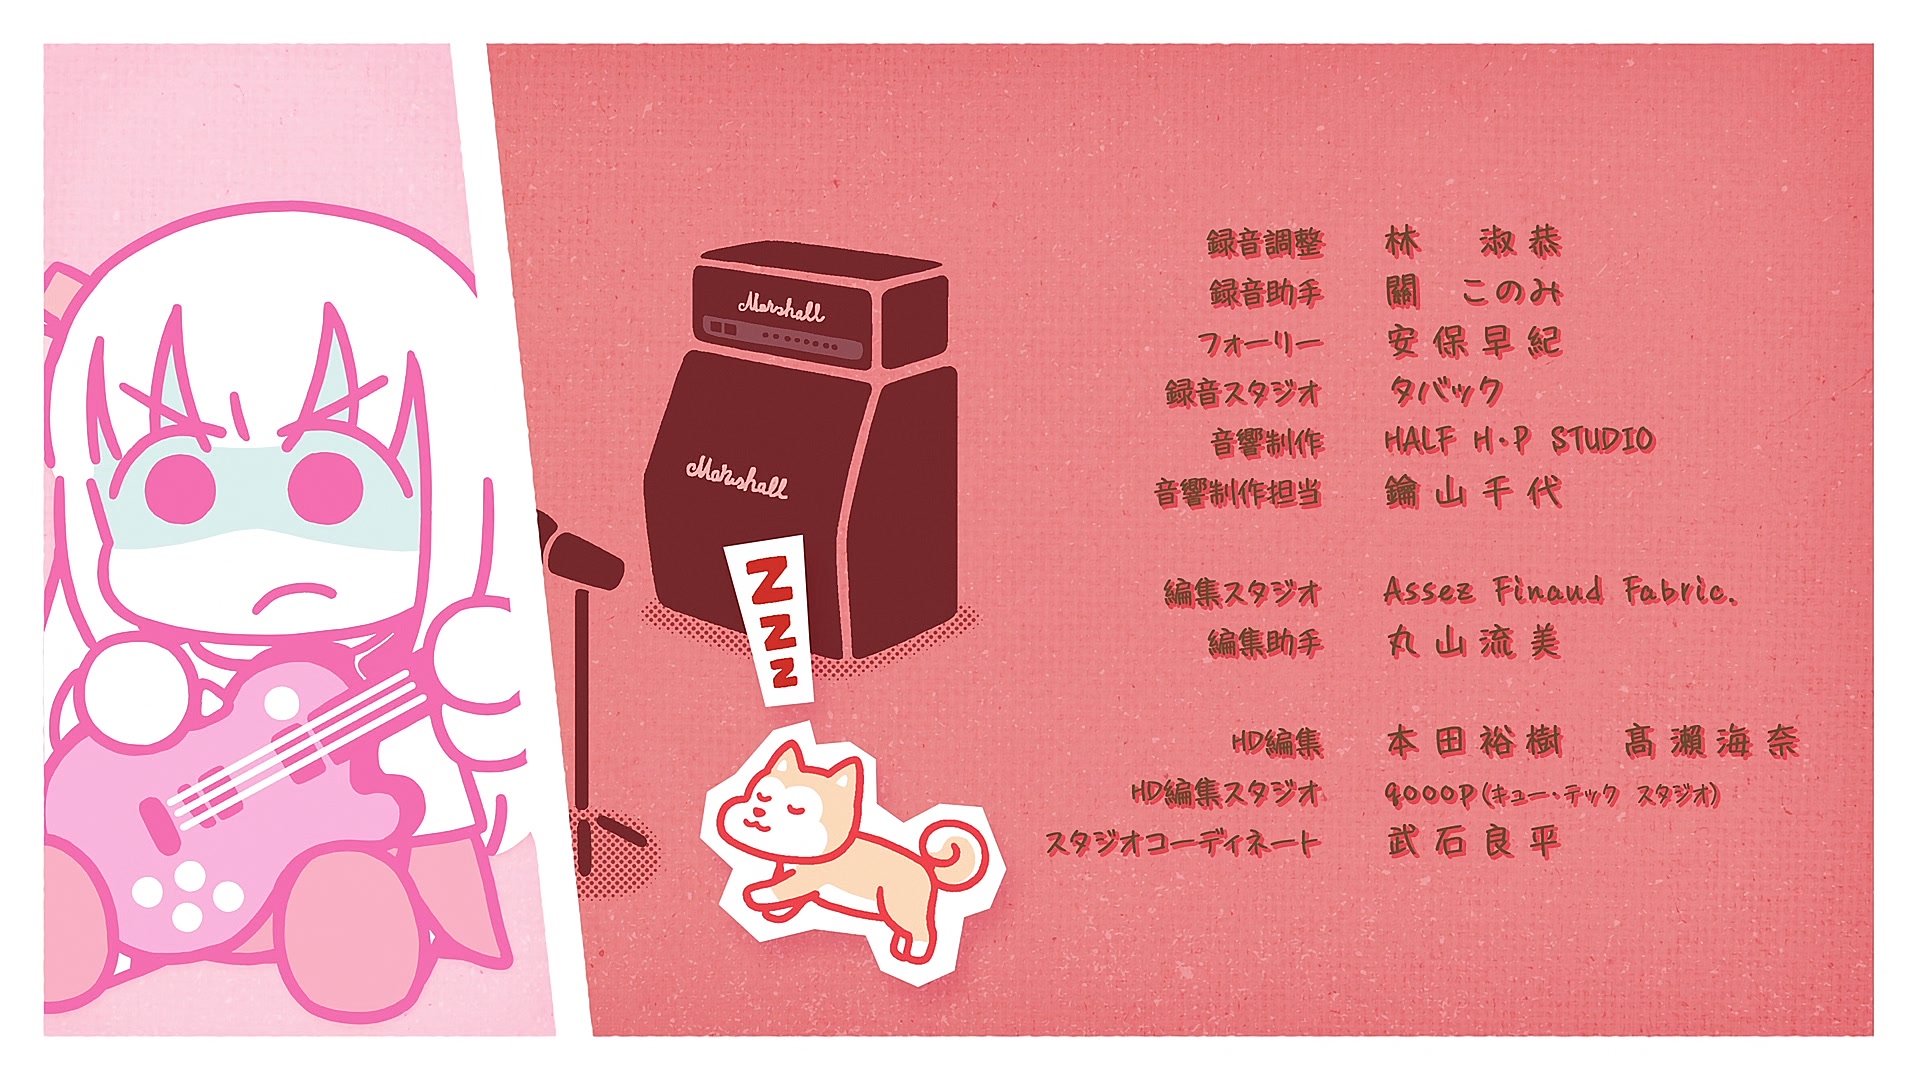 Marshall
Marshall
Z Z Z
録音調整 林 淑恭
録音助手 關 このみ
フォーリー 安保早紀
録音スタジオ タバック
音響制作 HALF H・P STUDIO
音響制作担当 鑰山千代
編集スタジオ Assez Finaud Fabric.
編集助手 丸山流美
HD編集 本田裕樹 髙瀨海奈
HD編集スタジオ q000p(キュー・テック スタジオ)
スタジオコーディネート 武石良平